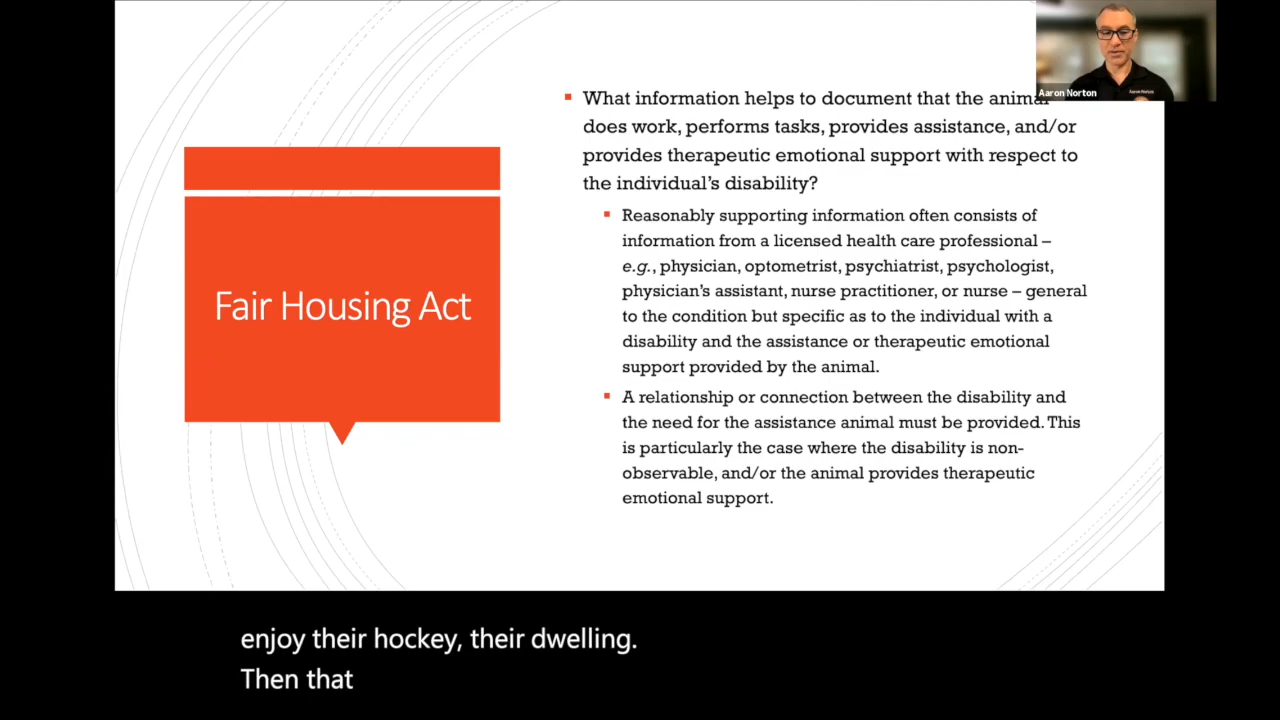 Fair Housing Act
What information helps to document that the animal
does work, performs tasks, provides assistance, and/or
provides therapeutic emotional support with respect to
the individual's disability?
Reasonably supporting information often consists of
information from a licensed health care professional –
e.g., physician, optometrist, psychiatrist, psychologist,
physician's assistant, nurse practitioner, or nurse – general
to the condition but specific as to the individual with a
disability and the assistance or therapeutic emotional
support provided by the animal.
A relationship or connection between the disability and
the need for the assistance animal must be provided. This
is particularly the case where the disability is non-
observable, and/or the animal provides therapeutic
emotional support.
Aaron Norton
Aaron Norton
enjoy their hockey, their dwelling.
Then that